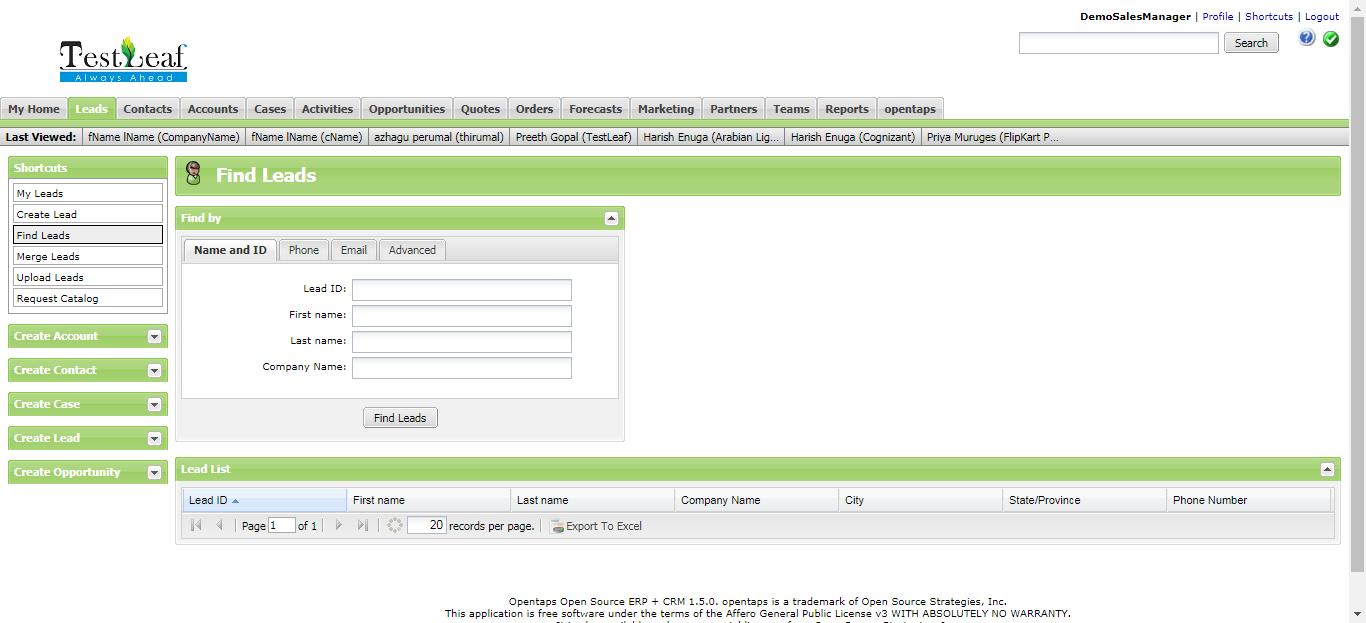 DemoSalesManager | Profile | Shortcuts | Logout
TestLeaf
Always Ahead
Search
My Home Leads Contacts Accounts Cases Activities Opportunities Quotes Orders Forecasts Marketing Partners Teams Reports opentaps
Last Viewed: fName lName (CompanyName) fName lName (cName) azhagu perumal (thirumal) Preeth Gopal (TestLeaf) Harish Enuga (Arabian Lig... Harish Enuga (Cognizant) Priya Muruges (FlipKart P...
Shortcuts
My Leads
Create Lead
Find Leads
Merge Leads
Upload Leads
Request Catalog
Create Account
Create Contact
Create Case
Create Lead
Create Opportunity
Find Leads
Find by
Name and ID Phone Email Advanced
Lead ID:
First name:
Last name:
Company Name:
Find Leads
Lead List
Lead ID First name Last name Company Name City State/Province Phone Number
Page 1 of 1 20 records per page. Export To Excel
Opentaps Open Source ERP + CRM 1.5.0. opentaps is a trademark of Open Source Strategies, Inc.
This application is free software under the terms of the Affero General Public License v3 WITH ABSOLUTELY NO WARRANTY.